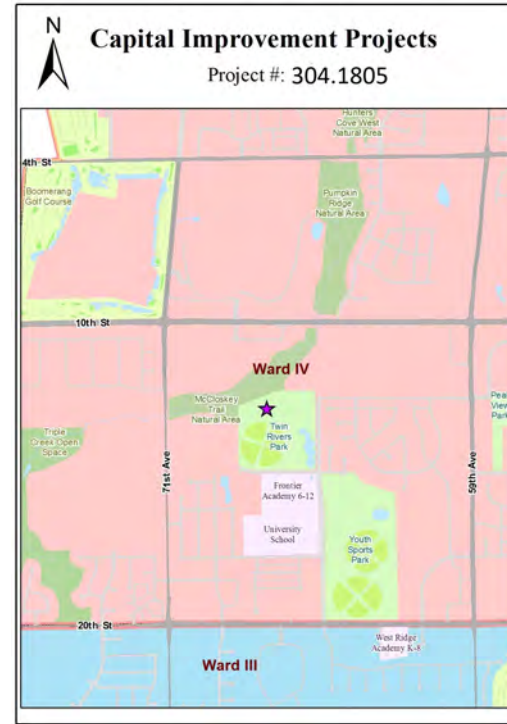 N
Capital Improvement Projects
Project #: 304.1805
Hunters
Cove West
Natural Area
4th St
Boomerang
Golf Course
Pumpkin
Ridge
Natural Area
10th St
Ward IV
McCloskey
Trail
Natural Area
Twin
Rivers
Park
Triple
Creek Open
Space
71st Ave
59th Ave
View
Park
Frontier
Academy 6-12
University
School
Youth
Sports
Park
20th St
West Ridge
Academy K-8
Ward III